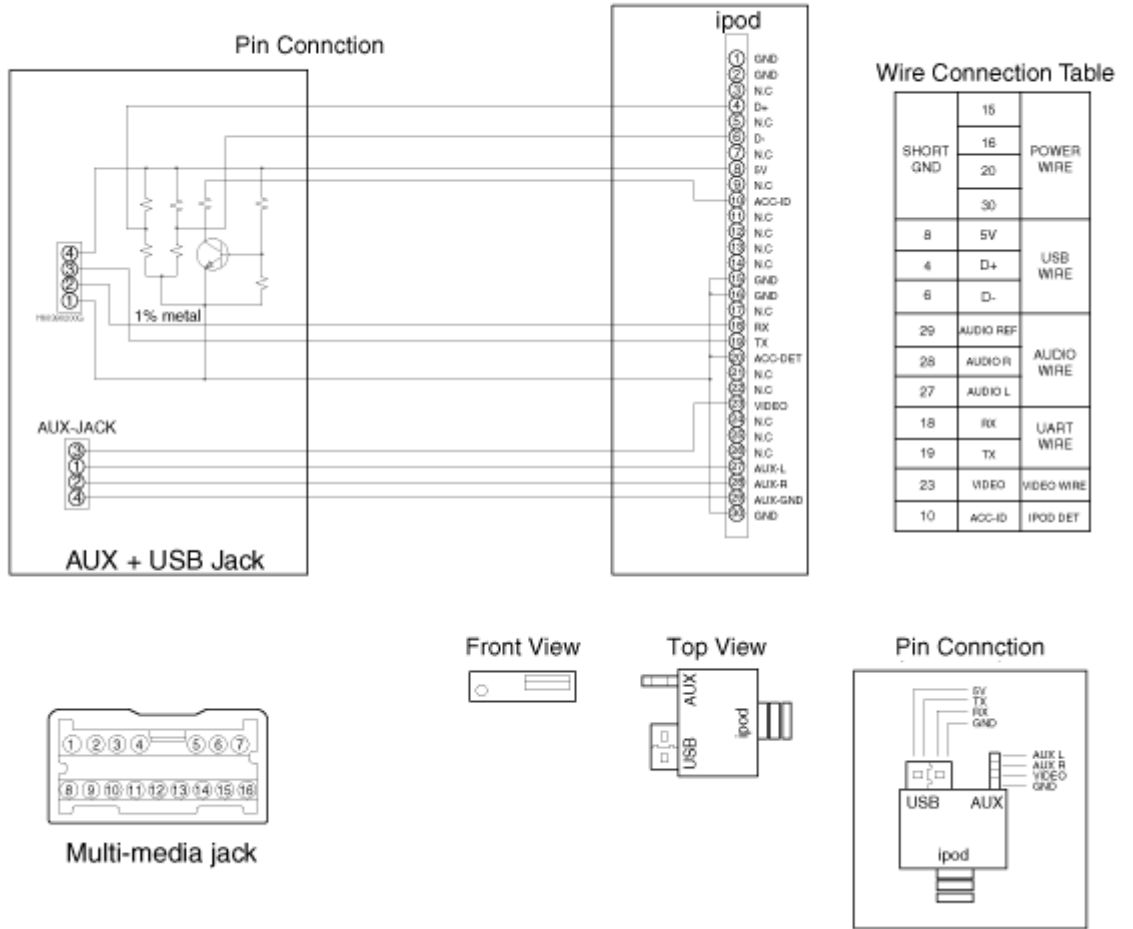 Pin Connction
ipod
1 GND
2 GND
3 N.C
4 D+
5 N.C
6 D-
7 N.C
8 5V
9 N.C
10 ACC-ID
11 N.C
12 N.C
13 N.C
14 N.C
15 GND
16 GND
17 N.C
18 RX
19 TX
20 ACC-DET
21 N.C
22 N.C
23 VIDEO
24 N.C
25 N.C
26 N.C
27 AUX-L
28 AUX-R
29 AUX-GND
30 GND
4
3
2
1
1% metal
AUX-JACK
3
1
2
4
AUX + USB Jack
Wire Connection Table
SHORT GND 15 POWER WIRE
16
20
30
8 5V USB WIRE
4 D+
6 D-
29 AUDIO REF AUDIO WIRE
28 AUDIO R
27 AUDIO L
18 RX UART WIRE
19 TX
23 VIDEO VIDEO WIRE
10 ACC-ID IPOD DET
1 2 3 4 5 6 7
8 9 10 11 12 13 14 15 16
Multi-media jack
Front View
Top View
AUX
USB
ipod
Pin Connction
5V
TX
RX
GND
AUX L
AUX R
VIDEO
GND
USB AUX
ipod